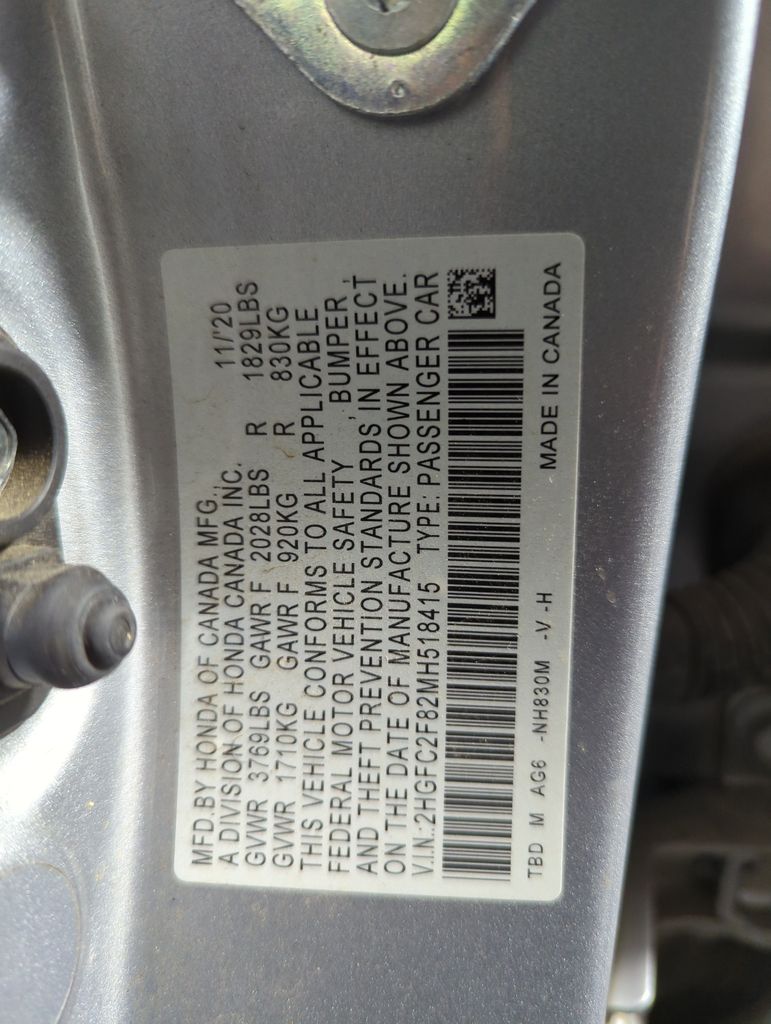 MFD.BY HONDA OF CANADA MFG., 11/'20
A DIVISION OF HONDA CANADA INC.
GVWR 3769LBS GAWR F 2028LBS R 1829LBS
GVWR 1710KG GAWR F 920KG R 830KG
THIS VEHICLE CONFORMS TO ALL APPLICABLE
FEDERAL MOTOR VEHICLE SAFETY , BUMPER ,
AND THEFT PREVENTION STANDARDS IN EFFECT
ON THE DATE OF MANUFACTURE SHOWN ABOVE.
V.I.N.:2HGFC2F82MH518415 TYPE: PASSENGER CAR
MADE IN CANADA
TBD M AG6 -NH830M -V -H